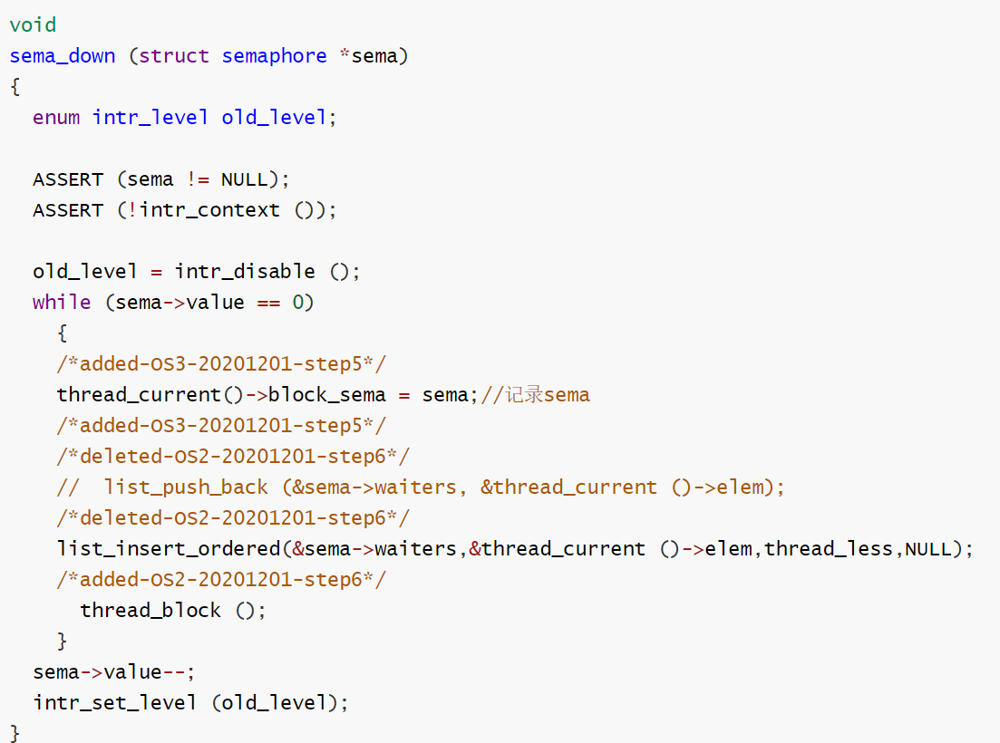 void
sema_down (struct semaphore *sema)
{
  enum intr_level old_level;

  ASSERT (sema != NULL);
  ASSERT (!intr_context ());

  old_level = intr_disable ();
  while (sema->value == 0)
    {
    /*added-OS3-20201201-step5*/
    thread_current()->block_sema = sema;//记录sema
    /*added-OS3-20201201-step5*/
    /*deleted-OS2-20201201-step6*/
    //  list_push_back (&sema->waiters, &thread_current ()->elem);
    /*deleted-OS2-20201201-step6*/
    list_insert_ordered(&sema->waiters,&thread_current ()->elem,thread_less,NULL);
    /*added-OS2-20201201-step6*/
      thread_block ();
    }
  sema->value--;
  intr_set_level (old_level);
}